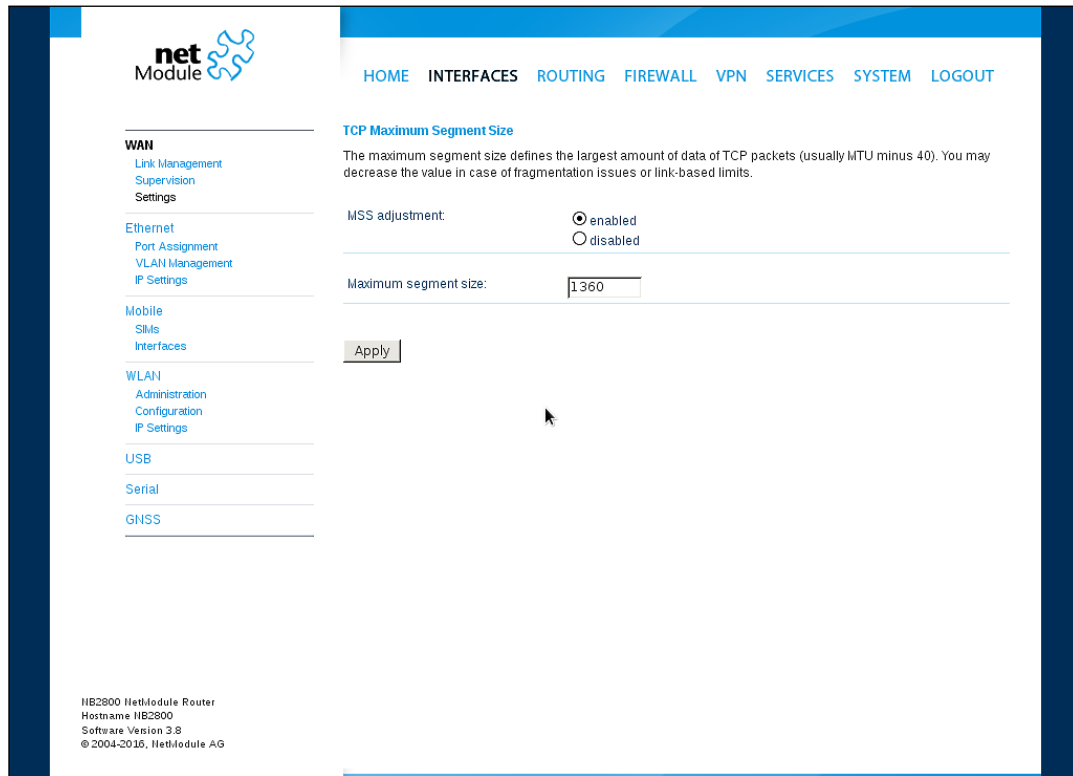 net
Module
HOME INTERFACES ROUTING FIREWALL VPN SERVICES SYSTEM LOGOUT
WAN
Link Management
Supervision
Settings
Ethernet
Port Assignment
VLAN Management
IP Settings
Mobile
SIMs
Interfaces
WLAN
Administration
Configuration
IP Settings
USB
Serial
GNSS
TCP Maximum Segment Size
The maximum segment size defines the largest amount of data of TCP packets (usually MTU minus 40). You may
decrease the value in case of fragmentation issues or link-based limits.
MSS adjustment:
enabled
disabled
Maximum segment size:
1360
Apply
NB2800 NetModule Router
Hostname NB2800
Software Version 3.8
© 2004-2016, NetModule AG